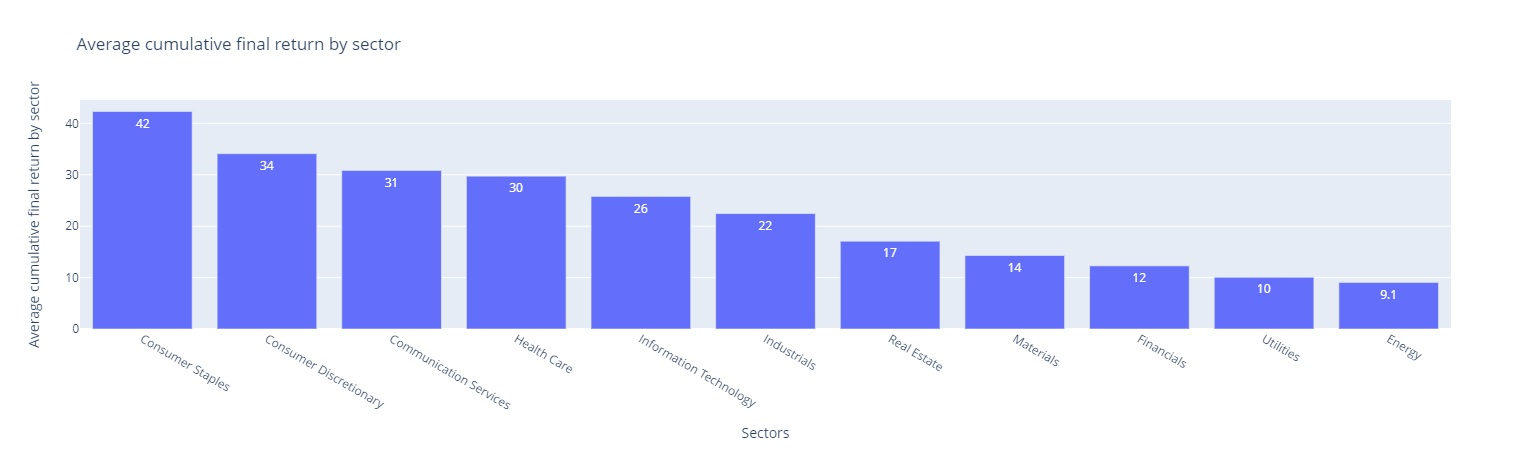 Average cumulative final return by sector
Average cumulative final return by sector
40
30
20
10
0
42
34
31
30
26
22
17
14
12
10
9.1
Consumer Staples
Consumer Discretionary
Communication Services
Health Care
Information Technology
Industrials
Real Estate
Materials
Financials
Utilities
Energy
Sectors